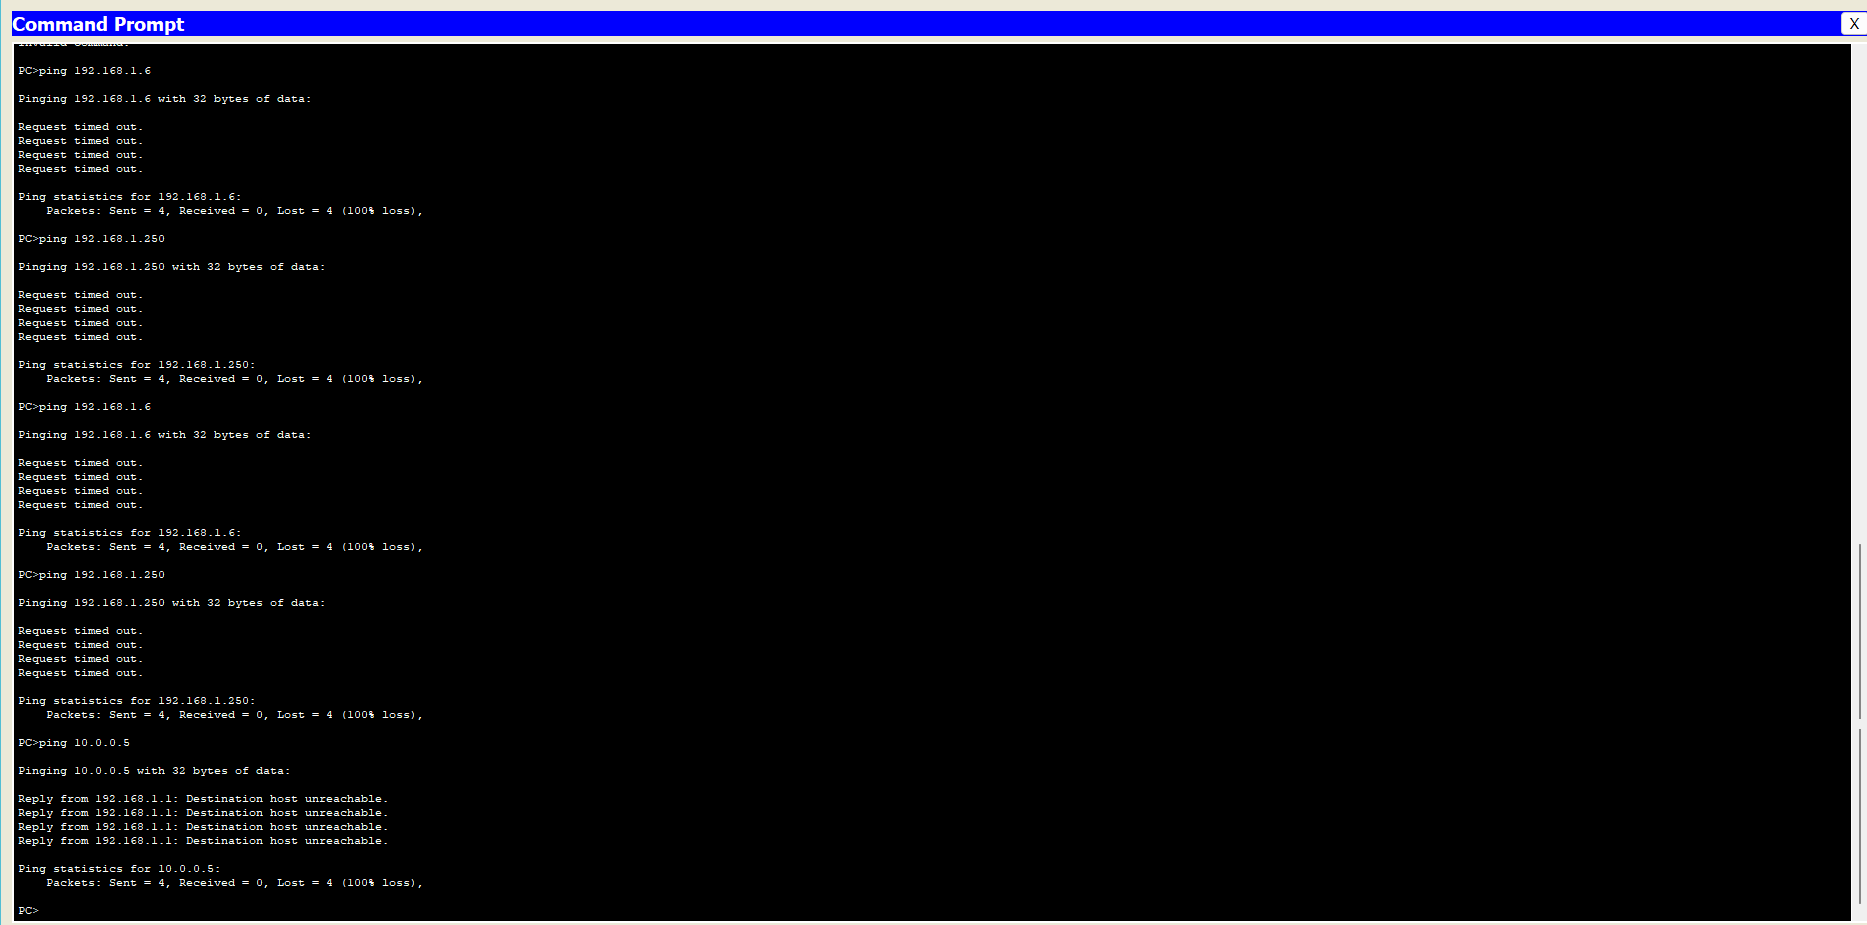 Command Prompt
X
Invalid Command.
PC>ping 192.168.1.6
Pinging 192.168.1.6 with 32 bytes of data:
Request timed out.
Request timed out.
Request timed out.
Request timed out.
Ping statistics for 192.168.1.6:
    Packets: Sent = 4, Received = 0, Lost = 4 (100% loss),
PC>ping 192.168.1.250
Pinging 192.168.1.250 with 32 bytes of data:
Request timed out.
Request timed out.
Request timed out.
Request timed out.
Ping statistics for 192.168.1.250:
    Packets: Sent = 4, Received = 0, Lost = 4 (100% loss),
PC>ping 192.168.1.6
Pinging 192.168.1.6 with 32 bytes of data:
Request timed out.
Request timed out.
Request timed out.
Request timed out.
Ping statistics for 192.168.1.6:
    Packets: Sent = 4, Received = 0, Lost = 4 (100% loss),
PC>ping 192.168.1.250
Pinging 192.168.1.250 with 32 bytes of data:
Request timed out.
Request timed out.
Request timed out.
Request timed out.
Ping statistics for 192.168.1.250:
    Packets: Sent = 4, Received = 0, Lost = 4 (100% loss),
PC>ping 10.0.0.5
Pinging 10.0.0.5 with 32 bytes of data:
Reply from 192.168.1.1: Destination host unreachable.
Reply from 192.168.1.1: Destination host unreachable.
Reply from 192.168.1.1: Destination host unreachable.
Reply from 192.168.1.1: Destination host unreachable.
Ping statistics for 10.0.0.5:
    Packets: Sent = 4, Received = 0, Lost = 4 (100% loss),
PC>